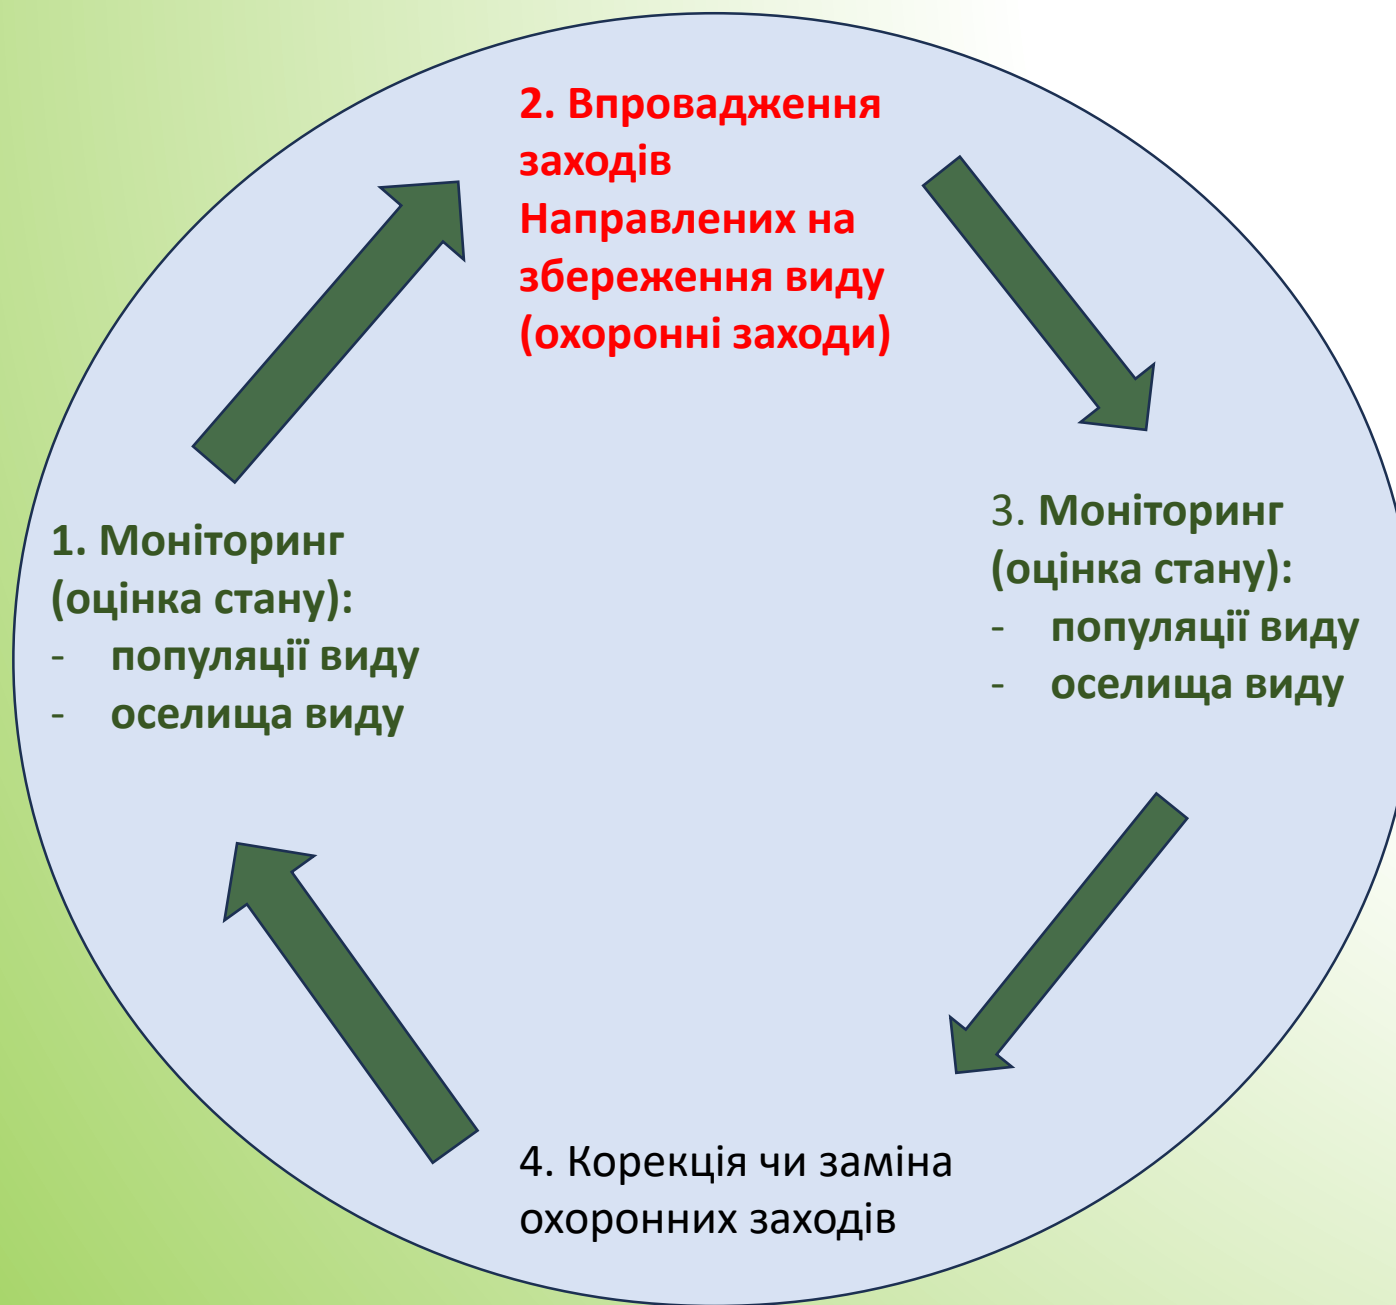 1. Моніторинг
(оцінка стану):
- популяції виду
- оселища виду
2. Впровадження
заходів
Направлених на
збереження виду
(охоронні заходи)
3. Моніторинг
(оцінка стану):
- популяції виду
- оселища виду
4. Корекція чи заміна
охоронних заходів